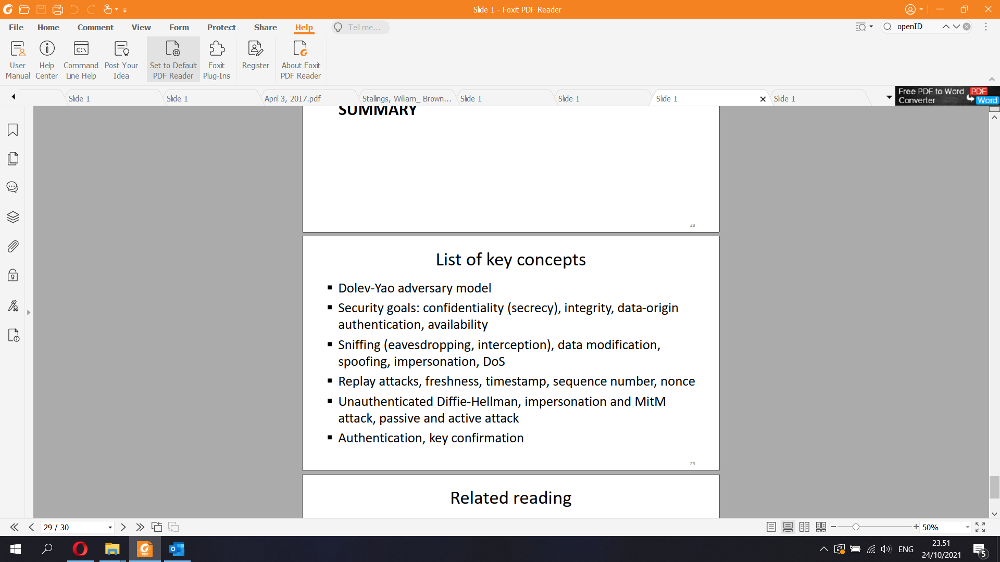 Slide 1 - Foxit PDF Reader
File Home Comment View Form Protect Share Help Tell me... openID
User Manual
Help Center
Command Line Help
Post Your Idea
Set to Default PDF Reader
Foxit Plug-Ins
Register
About Foxit PDF Reader
Slide 1 Slide 1 April 3, 2017.pdf Stallings, William_ Brown... Slide 1 Slide 1 Slide 1 Slide 1
Free PDF to Word PDF
Converter Word
SUMMARY
28
List of key concepts
▪ Dolev-Yao adversary model
▪ Security goals: confidentiality (secrecy), integrity, data-origin
authentication, availability
▪ Sniffing (eavesdropping, interception), data modification,
spoofing, impersonation, DoS
▪ Replay attacks, freshness, timestamp, sequence number, nonce
▪ Unauthenticated Diffie-Hellman, impersonation and MitM
attack, passive and active attack
▪ Authentication, key confirmation
29
Related reading
29 / 30 50%
ENG 23.51
24/10/2021 5